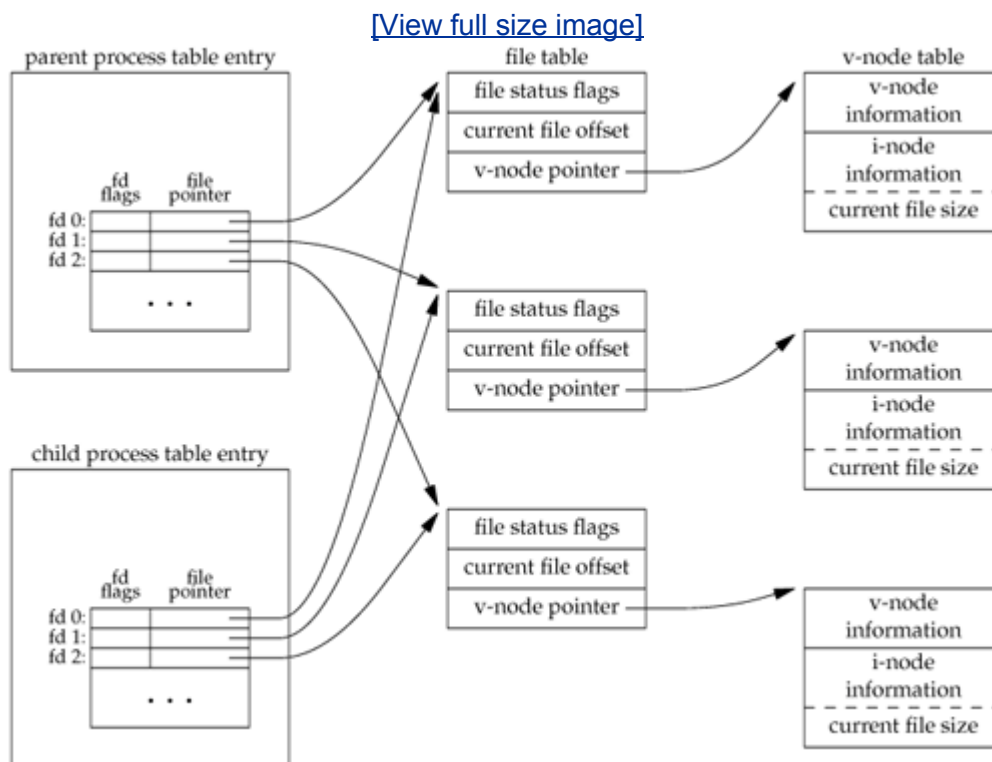 [View full size image]
parent process table entry
fd
flags
file
pointer
fd 0:
fd 1:
fd 2:
. . .
child process table entry
fd
flags
file
pointer
fd 0:
fd 1:
fd 2:
. . .
file table
file status flags
current file offset
v-node pointer
file status flags
current file offset
v-node pointer
file status flags
current file offset
v-node pointer
v-node table
v-node
information
i-node
information
current file size
v-node
information
i-node
information
current file size
v-node
information
i-node
information
current file size